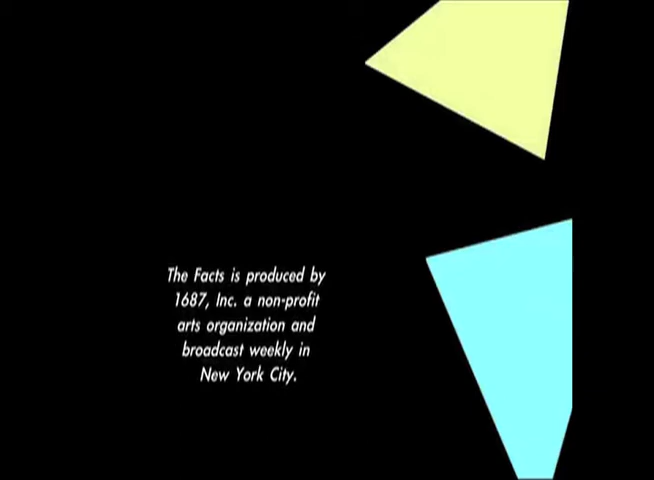 The Facts is produced by
1687, Inc. a non-profit
arts organization and
broadcast weekly in
New York City.